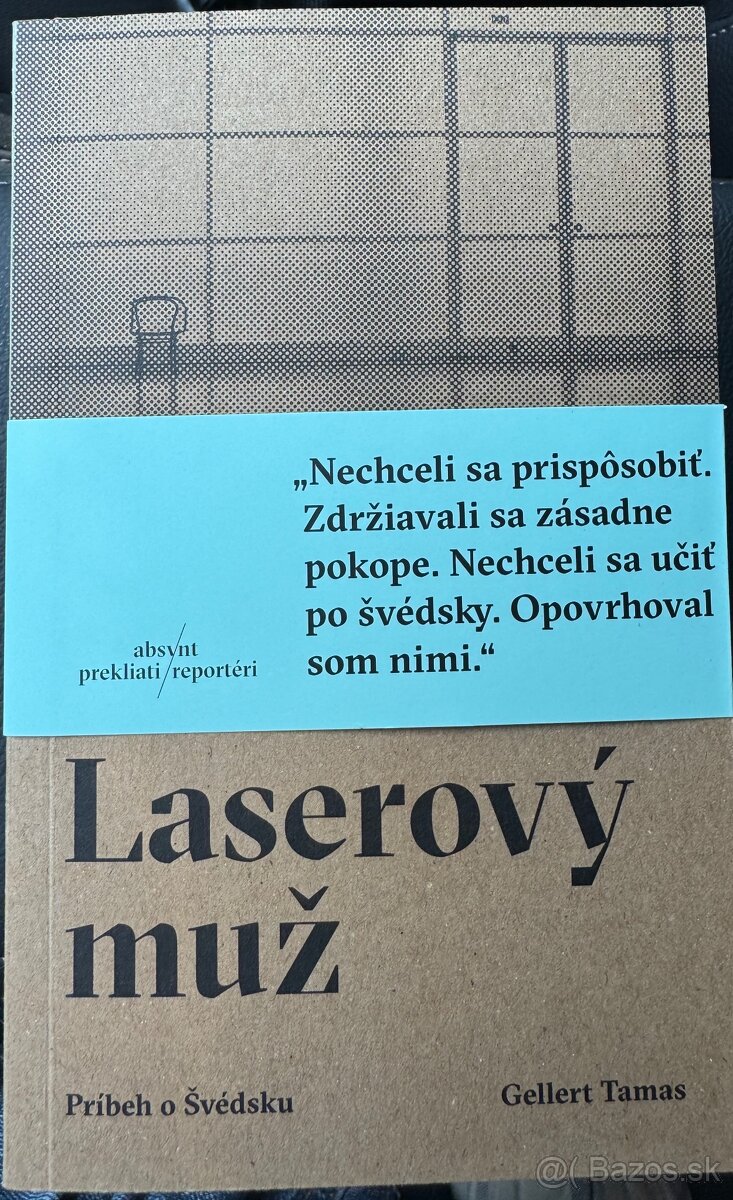 „Nechceli sa prispôsobiť.
Zdržiavali sa zásadne
pokope. Nechceli sa učiť
po švédsky. Opovrhoval
som nimi.“
absvnt
prekliati/reportéri
Laserový
muž
Príbeh o Švédsku
Gellert Tamas
@( Bazos.sk